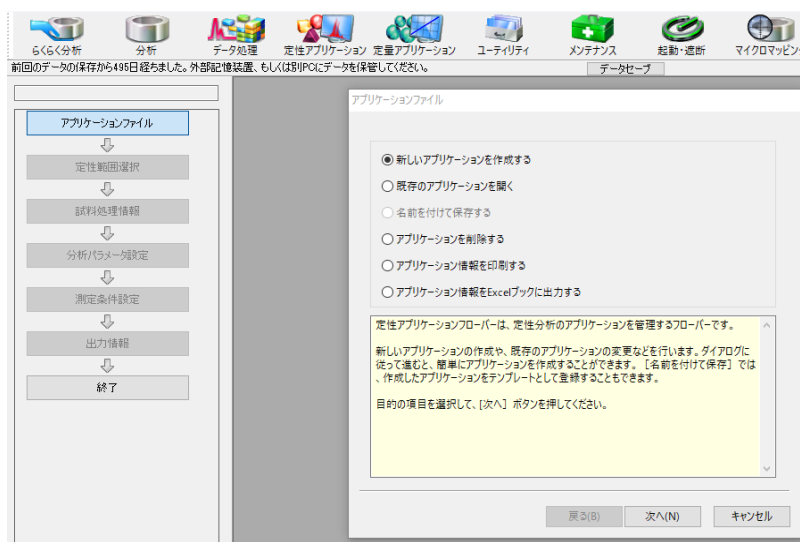 らくらく分析
分析
データ処理
定性アプリケーション
定量アプリケーション
ユーティリティ
メンテナンス
起動・遮断
マイクロマッピン
前回のデータの保存から495日経ちました。外部記憶装置、もしくは別PCにデータを保管してください。
データセーブ
アプリケーションファイル
定性範囲選択
試料処理情報
分析パラメータ設定
測定条件設定
出力情報
終了
アプリケーションファイル
新しいアプリケーションを作成する
既存のアプリケーションを開く
名前を付けて保存する
アプリケーションを削除する
アプリケーション情報を印刷する
アプリケーション情報をExcelブックに出力する
定性アプリケーションフローバーは、定性分析のアプリケーションを管理するフローバーです。
新しいアプリケーションの作成や、既存のアプリケーションの変更などを行います。ダイアログに
従って進むと、簡単にアプリケーションを作成することができます。［名前を付けて保存］では
、作成したアプリケーションをテンプレートとして登録することもできます。
目的の項目を選択して、[次へ］ボタンを押してください。
戻る(B)
次へ(N)
キャンセル